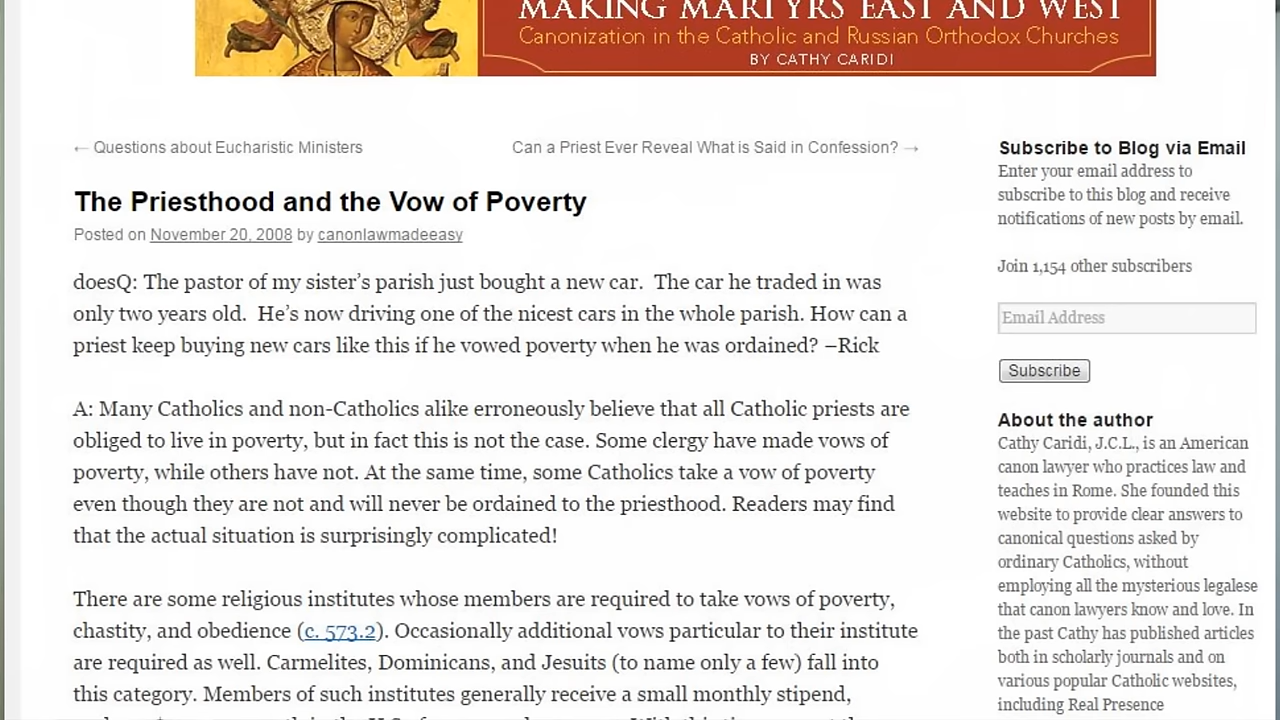 MAKING MARTYRS EAST AND WEST
Canonization in the Catholic and Russian Orthodox Churches
BY CATHY CARIDI
← Questions about Eucharistic Ministers
Can a Priest Ever Reveal What is Said in Confession? →
The Priesthood and the Vow of Poverty
Posted on November 20, 2008 by canonlawmadeeasy
doesQ: The pastor of my sister’s parish just bought a new car.  The car he traded in was
only two years old.  He’s now driving one of the nicest cars in the whole parish. How can a
priest keep buying new cars like this if he vowed poverty when he was ordained? –Rick
A: Many Catholics and non-Catholics alike erroneously believe that all Catholic priests are
obliged to live in poverty, but in fact this is not the case. Some clergy have made vows of
poverty, while others have not. At the same time, some Catholics take a vow of poverty
even though they are not and will never be ordained to the priesthood. Readers may find
that the actual situation is surprisingly complicated!
There are some religious institutes whose members are required to take vows of poverty,
chastity, and obedience (c. 573.2). Occasionally additional vows particular to their institute
are required as well. Carmelites, Dominicans, and Jesuits (to name only a few) fall into
this category. Members of such institutes generally receive a small monthly stipend,
Subscribe to Blog via Email
Enter your email address to
subscribe to this blog and receive
notifications of new posts by email.
Join 1,154 other subscribers
Email Address
Subscribe
About the author
Cathy Caridi, J.C.L., is an American
canon lawyer who practices law and
teaches in Rome. She founded this
website to provide clear answers to
canonical questions asked by
ordinary Catholics, without
employing all the mysterious legalese
that canon lawyers know and love. In
the past Cathy has published articles
both in scholarly journals and on
various popular Catholic websites,
including Real Presence